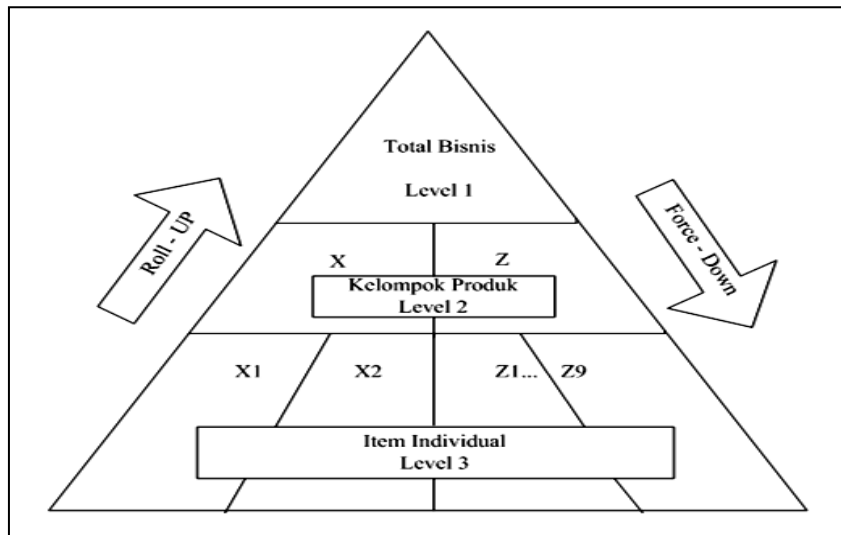 Total Bisnis
Level 1
Roll - UP
Force - Down
X
Z
Kelompok Produk
Level 2
X1
X2
Z1...
Z9
Item Individual
Level 3